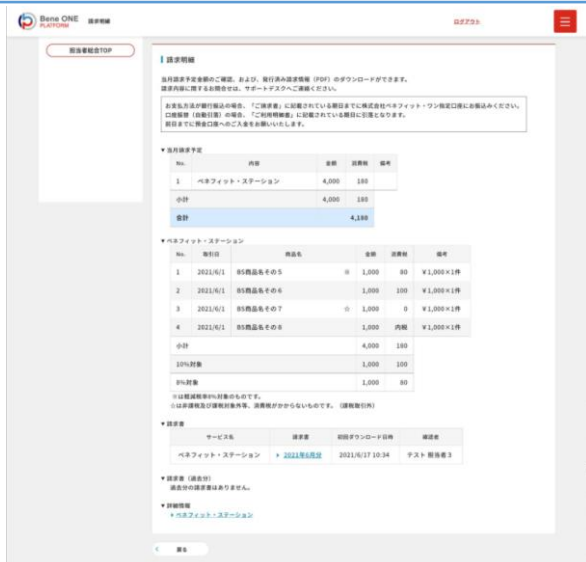 Bene ONE
PLATFORM
請求明細
ログアウト
担当者総合TOP
請求明細
当月請求予定金額のご確認、および、発行済み請求情報（PDF）のダウンロードができます。
請求内容に関するお問合せは、サポートデスクへご連絡ください。
お支払方法が銀行振込の場合、「ご請求書」に記載されている期日までに株式会社ベネフィット・ワン指定口座にお振込みください。
口座振替（自動引落）の場合、「ご利用明細書」に記載されている期日に引落となります。
前日までに預金口座へのご入金をお願いいたします。
▼ 当月請求予定
No. 内容 金額 消費税 備考
1 ベネフィット・ステーション 4,000 180
小計 4,000 180
合計 4,180
▼ ベネフィット・ステーション
No. 取引日 商品名 金額 消費税 備考
1 2021/6/1 BS商品名その5 ※ 1,000 80 ￥1,000×1件
2 2021/6/1 BS商品名その6 1,000 100 ￥1,000×1件
3 2021/6/1 BS商品名その7 ☆ 1,000 0 ￥1,000×1件
4 2021/6/1 BS商品名その8 1,000 内税 ￥1,000×1件
小計 4,000 180
10%対象 1,000 100
8%対象 1,000 80
※は軽減税率8%対象のものです。
☆は非課税及び課税対象外等、消費税がかからないものです。（課税取引外）
▼ 請求書
サービス名 請求書 初回ダウンロード日時 確認者
ベネフィット・ステーション 2021年6月分 2021/6/17 10:34 テスト 担当者3
▼ 請求書（過去分）
過去分の請求書はありません。
▼ 詳細情報
ベネフィット・ステーション
戻る